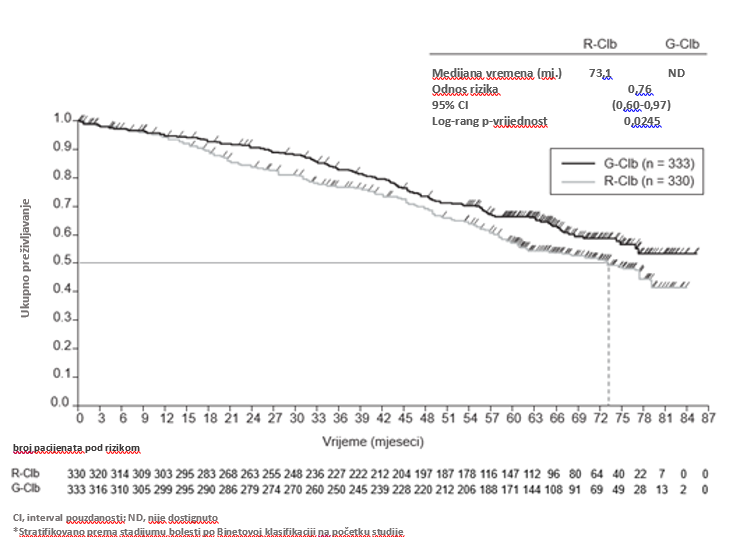 R-Clb G-Clb
Medijana vremena (mj.) 73,1 ND
Odnos rizika 0,76
95% CI (0,60-0,97)
Log-rang p-vrijednost 0,0245
G-Clb (n = 333)
R-Clb (n = 330)
Ukupno preživljavanje
1.0
0.9
0.8
0.7
0.6
0.5
0.4
0.3
0.2
0.1
0.0
0 3 6 9 12 15 18 21 24 27 30 33 36 39 42 45 48 51 54 57 60 63 66 69 72 75 78 81 84 87
Vrijeme (mjeseci)
broj pacijenata pod rizikom
R-Clb 330 320 314 309 303 295 283 268 263 255 248 236 227 222 212 204 197 187 178 116 147 112 96 80 64 40 22 7 0 0
G-Clb 333 316 310 305 299 295 290 286 279 274 270 260 250 245 239 228 220 212 206 188 171 144 108 91 69 49 28 13 2 0
CI, interval pouzdanosti; ND, nije dostignuto
*Stratifikovano prema stadijumu bolesti po Binetovoj klasifikaciji na početku studije